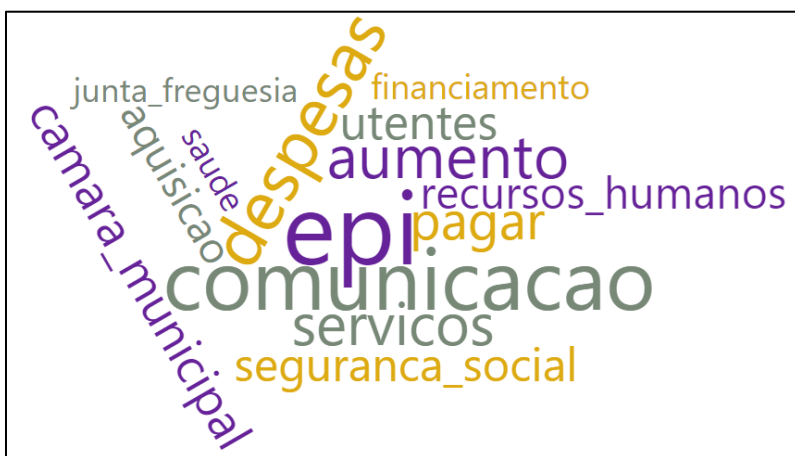 despesas
junta_freguesia
financiamento
camara_municipal
aquisicao
saude
utentes
aumento
recursos_humanos
epi
pagar
comunicacao
servicos
seguranca_social